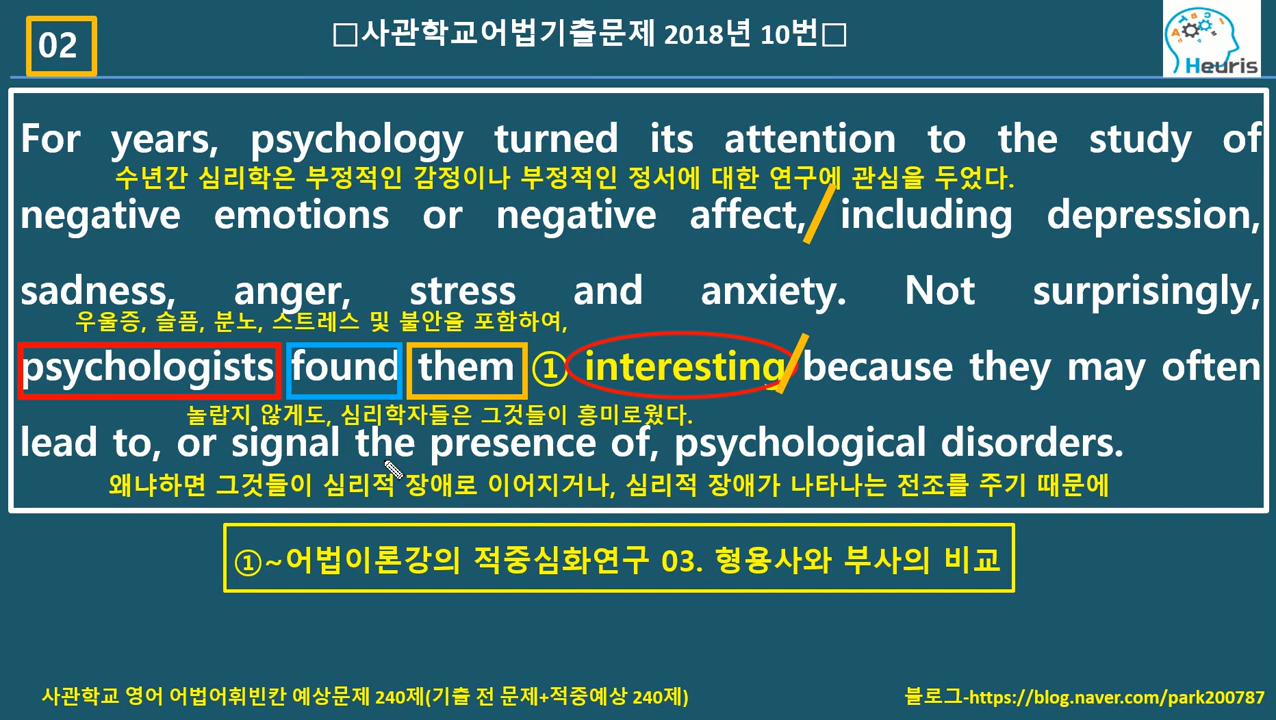 02
□사관학교어법기출문제 2018년 10번□
Heuris
For years, psychology turned its attention to the study of
수년간 심리학은 부정적인 감정이나 부정적인 정서에 대한 연구에 관심을 두었다.
negative emotions or negative affect, including depression,
sadness, anger, stress and anxiety. Not surprisingly,
우울증, 슬픔, 분노, 스트레스 및 불안을 포함하여,
psychologists found them ① interesting because they may often
놀랍지 않게도, 심리학자들은 그것들이 흥미로웠다.
lead to, or signal the presence of, psychological disorders.
왜냐하면 그것들이 심리적 장애로 이어지거나, 심리적 장애가 나타나는 전조를 주기 때문에
①~어법이론강의 적중심화연구 03. 형용사와 부사의 비교
사관학교 영어 어법어휘빈칸 예상문제 240제(기출 전 문제+적중예상 240제)
블로그-https://blog.naver.com/park200787